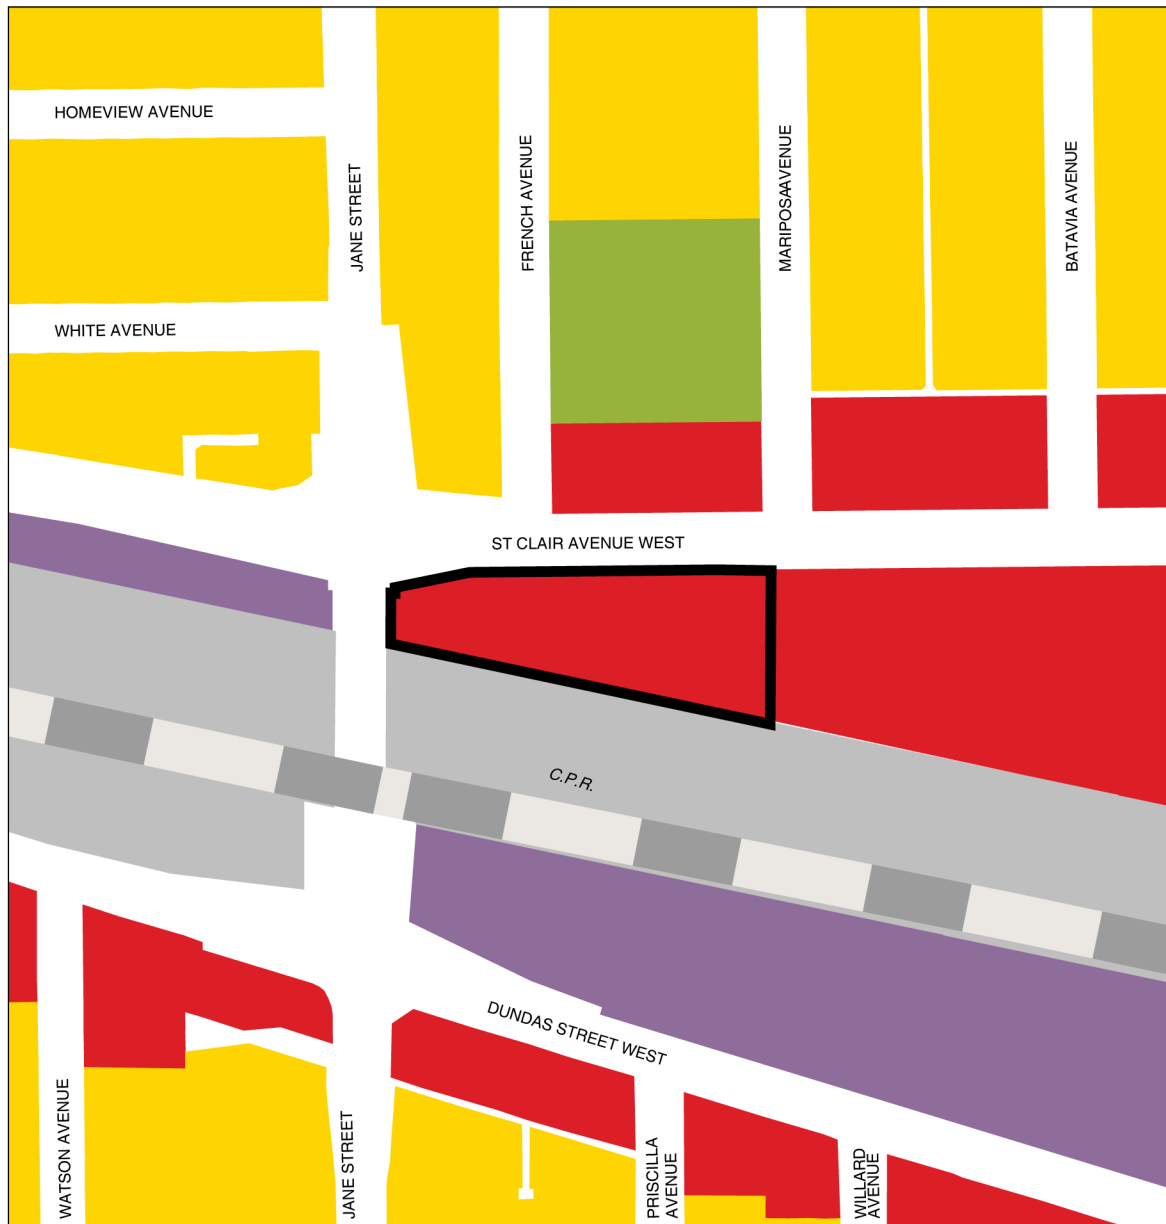 HOMEVIEW AVENUE
JANE STREET
FRENCH AVENUE
MARIPOSA AVENUE
BATAVIA AVENUE
WHITE AVENUE
ST CLAIR AVENUE WEST
C.P.R.
DUNDAS STREET WEST
WATSON AVENUE
JANE STREET
PRISCILLA
AVENUE
WILLARD
AVENUE